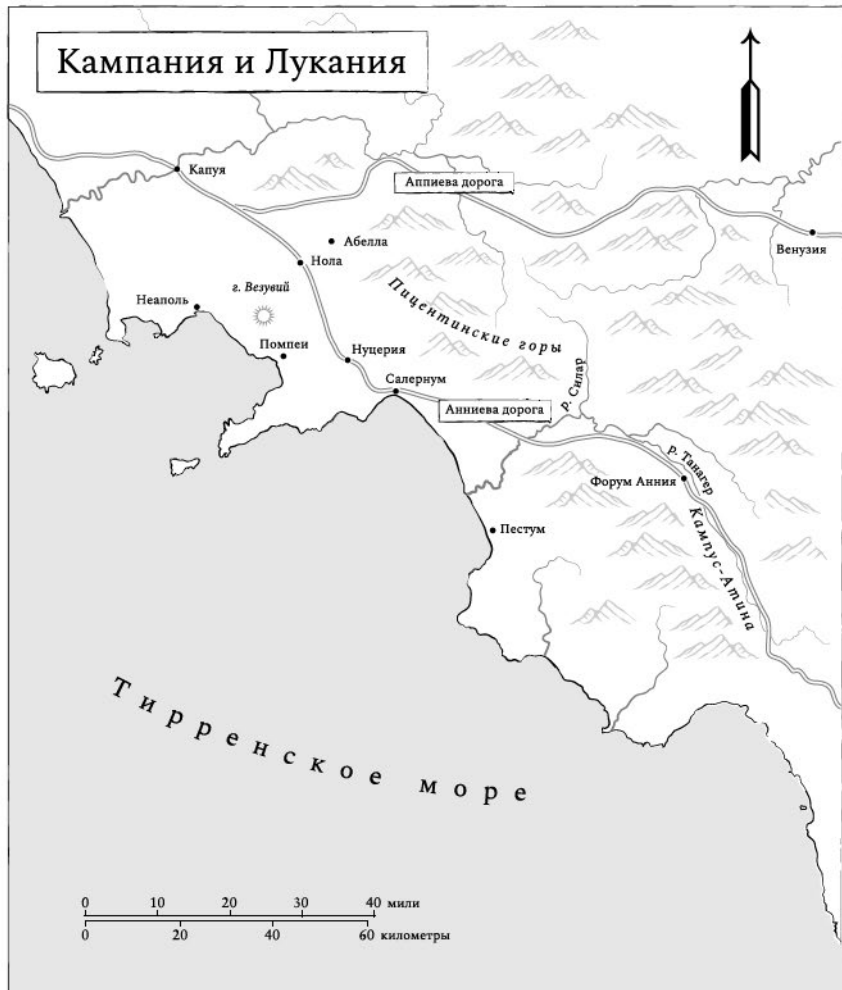 Кампания и Лукания
Капуя
Аппиева дорога
Абелла
Венузия
Нола
г. Везувий
Неаполь
Пицентинские горы
Помпеи
Нуцерия
Салернум
р. Силар
Анниева дорога
р. Танагер
Форум Анния
Кампус-Атина
Пестум
Тирренское море
0 10 20 30 40 мили
0 20 40 60 километры